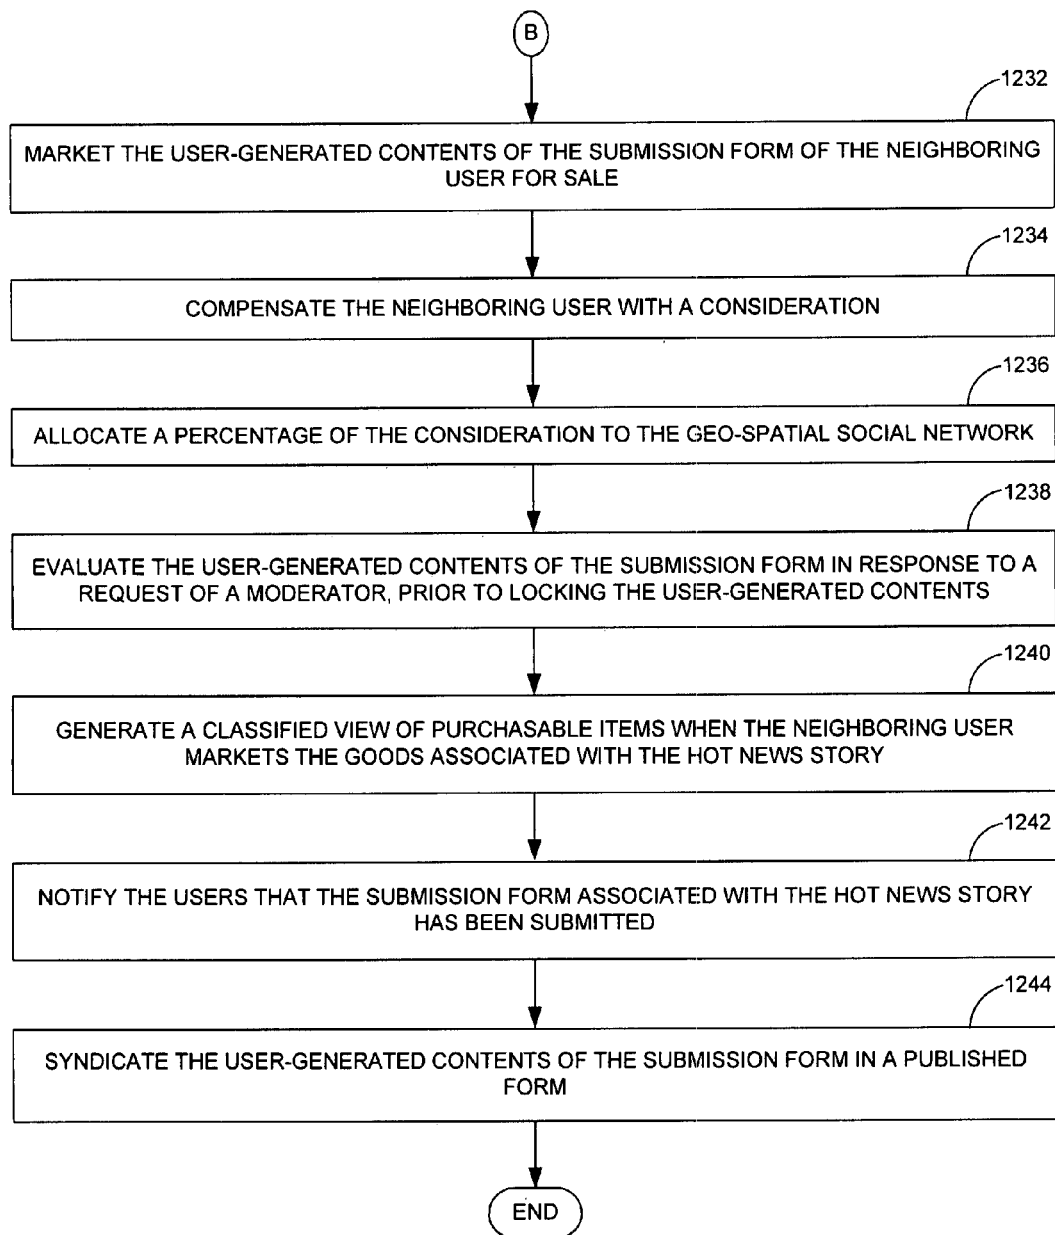 B
1232
MARKET THE USER-GENERATED CONTENTS OF THE SUBMISSION FORM OF THE NEIGHBORING
USER FOR SALE
1234
COMPENSATE THE NEIGHBORING USER WITH A CONSIDERATION
1236
ALLOCATE A PERCENTAGE OF THE CONSIDERATION TO THE GEO-SPATIAL SOCIAL NETWORK
1238
EVALUATE THE USER-GENERATED CONTENTS OF THE SUBMISSION FORM IN RESPONSE TO A
REQUEST OF A MODERATOR, PRIOR TO LOCKING THE USER-GENERATED CONTENTS
1240
GENERATE A CLASSIFIED VIEW OF PURCHASABLE ITEMS WHEN THE NEIGHBORING USER
MARKETS THE GOODS ASSOCIATED WITH THE HOT NEWS STORY
1242
NOTIFY THE USERS THAT THE SUBMISSION FORM ASSOCIATED WITH THE HOT NEWS STORY
HAS BEEN SUBMITTED
1244
SYNDICATE THE USER-GENERATED CONTENTS OF THE SUBMISSION FORM IN A PUBLISHED
FORM
END